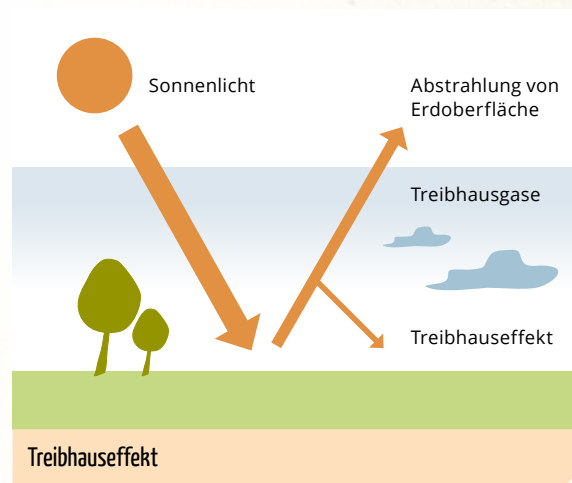 Sonnenlicht
Abstrahlung von
Erdoberfläche
Treibhausgase
Treibhauseffekt
Treibhauseffekt